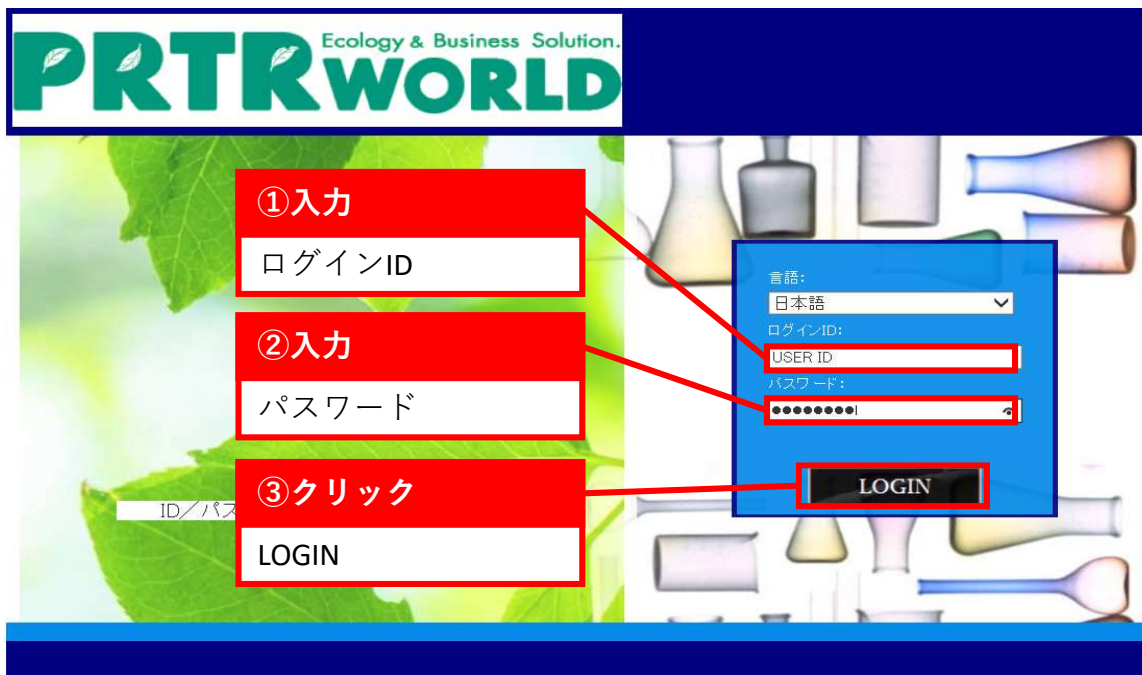 Ecology & Business Solution.
PRTR WORLD
①入力
ログインID
②入力
パスワード
③クリック
LOGIN
ID／パス
言語:
日本語
ログインID:
USER ID
パスワード:
●●●●●●●●
LOGIN